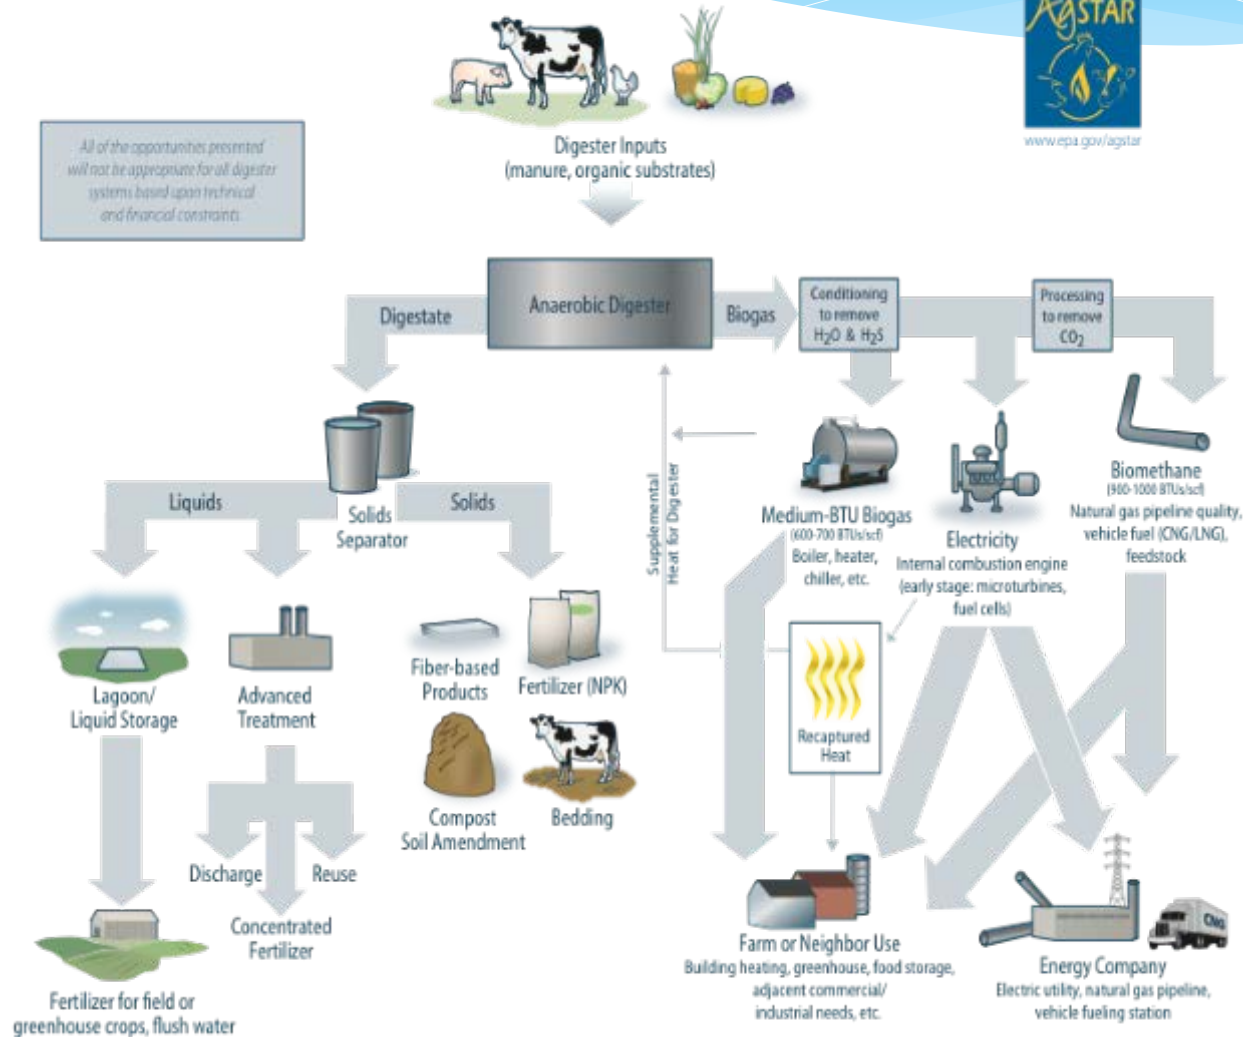 AgSTAR
www.epa.gov/agstar
Digester Inputs
(manure, organic substrates)
All of the opportunities presented
will not be appropriate for all digester
systems based upon technical
and financial constraints
Anaerobic Digester
Digestate
Biogas
Conditioning
to remove
H2O & H2S
Processing
to remove
CO2
Liquids
Solids
Separator
Solids
Supplemental
Heat for Digester
Medium-BTU Biogas
(600-700 BTUs/scf)
Boiler, heater,
chiller, etc.
Electricity
Internal combustion engine
(early stage: microturbines,
fuel cells)
Biomethane
(900-1000 BTUs/scf)
Natural gas pipeline quality,
vehicle fuel (CNG/LNG),
feedstock
Lagoon/
Liquid Storage
Advanced
Treatment
Fiber-based
Products
Fertilizer (NPK)
Compost
Soil Amendment
Bedding
Recaptured
Heat
Discharge
Reuse
Concentrated
Fertilizer
Fertilizer for field or
greenhouse crops, flush water
Farm or Neighbor Use
Building heating, greenhouse, food storage,
adjacent commercial/
industrial needs, etc.
CNG
Energy Company
Electric utility, natural gas pipeline,
vehicle fueling station